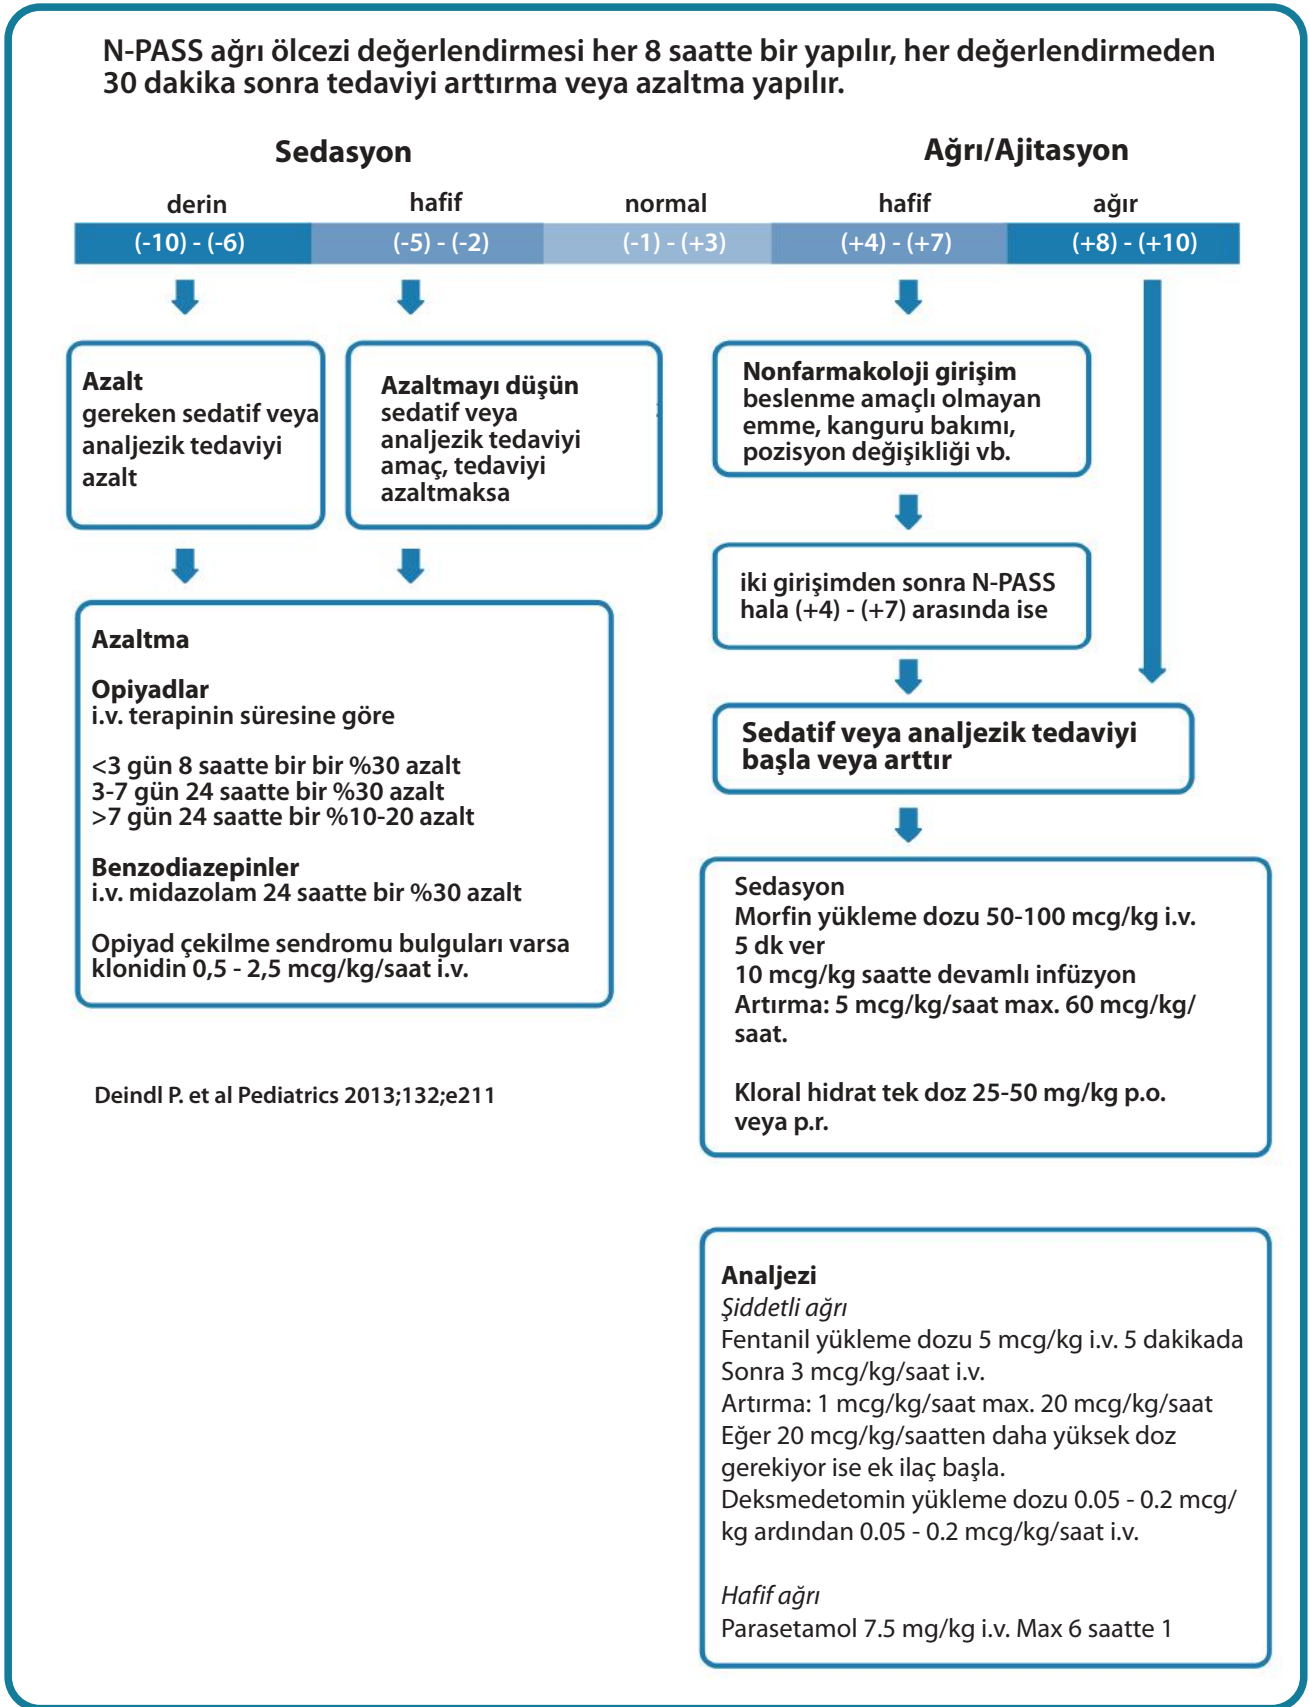 N-PASS ağrı ölcezi değerlendirmesi her 8 saatte bir yapılır, her değerlendirmeden
30 dakika sonra tedaviyi arttırma veya azaltma yapılır.
Sedasyon
Ağrı/Ajitasyon
derin
hafif
normal
hafif
ağır
(-10) - (-6)
(-5) - (-2)
(-1) - (+3)
(+4) - (+7)
(+8) - (+10)
Azalt
gereken sedatif veya
analjezik tedaviyi
azalt
Azaltmayı düşün
sedatif veya
analjezik tedaviyi
amaç, tedaviyi
azaltmaksa
Nonfarmakoloji girişim
beslenme amaçlı olmayan
emme, kanguru bakımı,
pozisyon değişikliği vb.
iki girişimden sonra N-PASS
hala (+4) - (+7) arasında ise
Azaltma
Opiyadlar
i.v. terapinin süresine göre
<3 gün 8 saatte bir bir %30 azalt
3-7 gün 24 saatte bir %30 azalt
>7 gün 24 saatte bir %10-20 azalt
Benzodiazepinler
i.v. midazolam 24 saatte bir %30 azalt
Opiyad çekilme sendromu bulguları varsa
klonidin 0,5 - 2,5 mcg/kg/saat i.v.
Sedatif veya analjezik tedaviyi
başla veya arttır
Sedasyon
Morfin yükleme dozu 50-100 mcg/kg i.v.
5 dk ver
10 mcg/kg saatte devamlı infüzyon
Artırma: 5 mcg/kg/saat max. 60 mcg/kg/
saat.
Kloral hidrat tek doz 25-50 mg/kg p.o.
veya p.r.
Deindl P. et al Pediatrics 2013;132;e211
Analjezi
Şiddetli ağrı
Fentanil yükleme dozu 5 mcg/kg i.v. 5 dakikada
Sonra 3 mcg/kg/saat i.v.
Artırma: 1 mcg/kg/saat max. 20 mcg/kg/saat
Eğer 20 mcg/kg/saatten daha yüksek doz
gerekiyor ise ek ilaç başla.
Deksmedetomin yükleme dozu 0.05 - 0.2 mcg/
kg ardından 0.05 - 0.2 mcg/kg/saat i.v.
Hafif ağrı
Parasetamol 7.5 mg/kg i.v. Max 6 saatte 1